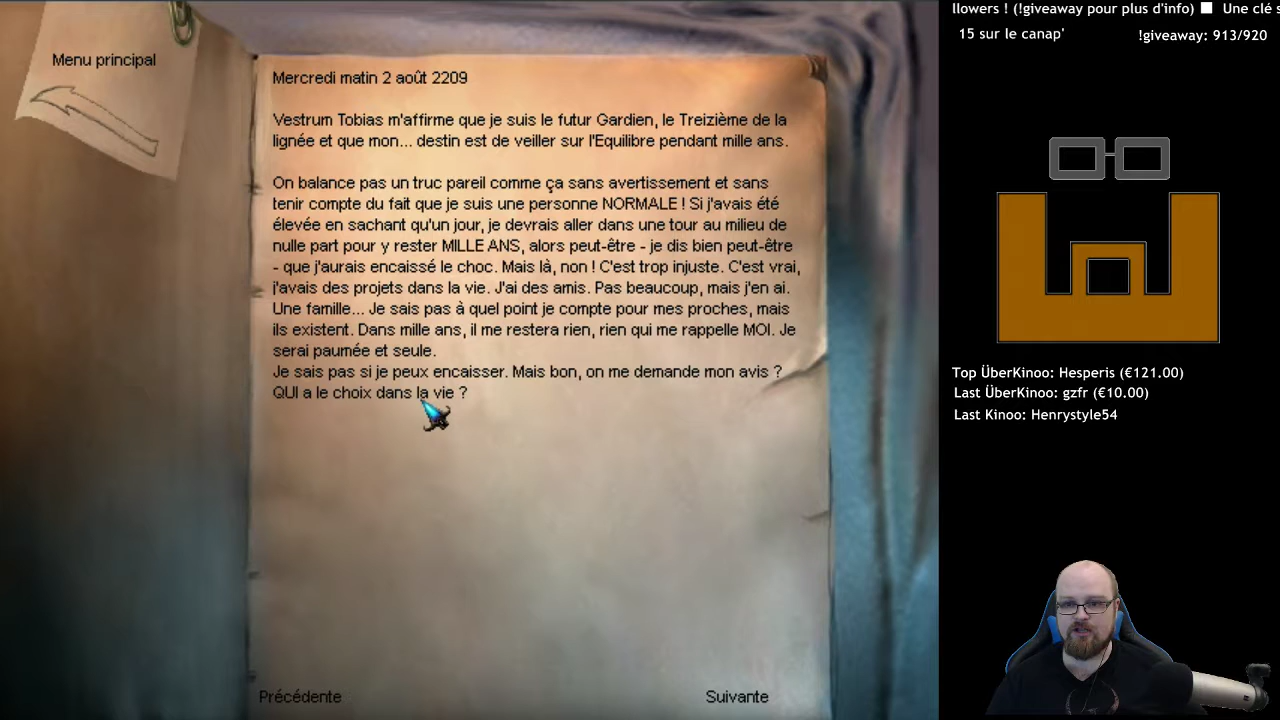 Menu principal
Mercredi matin 2 août 2209
Vestrum Tobias m'affirme que je suis le futur Gardien, le Treizième de la
lignée et que mon... destin est de veiller sur l'Equilibre pendant mille ans.
On balance pas un truc pareil comme ça sans avertissement et sans
tenir compte du fait que je suis une personne NORMALE ! Si j'avais été
élevée en sachant qu'un jour, je devrais aller dans une tour au milieu de
nulle part pour y rester MILLE ANS, alors peut-être - je dis bien peut-être
- que j'aurais encaissé le choc. Mais là, non ! C'est trop injuste. C'est vrai,
j'avais des projets dans la vie. J'ai des amis. Pas beaucoup, mais j'en ai.
Une famille... Je sais pas à quel point je compte pour mes proches, mais
ils existent. Dans mille ans, il me restera rien, rien qui me rappelle MOI. Je
serai paumée et seule.
Je sais pas si je peux encaisser. Mais bon, on me demande mon avis ?
QUI a le choix dans la vie ?
Précédente
Suivante
llowers ! (!giveaway pour plus d'info) Une clé s
15 sur le canap'
!giveaway: 913/920
Top ÜberKinoo: Hesperis (€121.00)
Last ÜberKinoo: gzfr (€10.00)
Last Kinoo: Henrystyle54